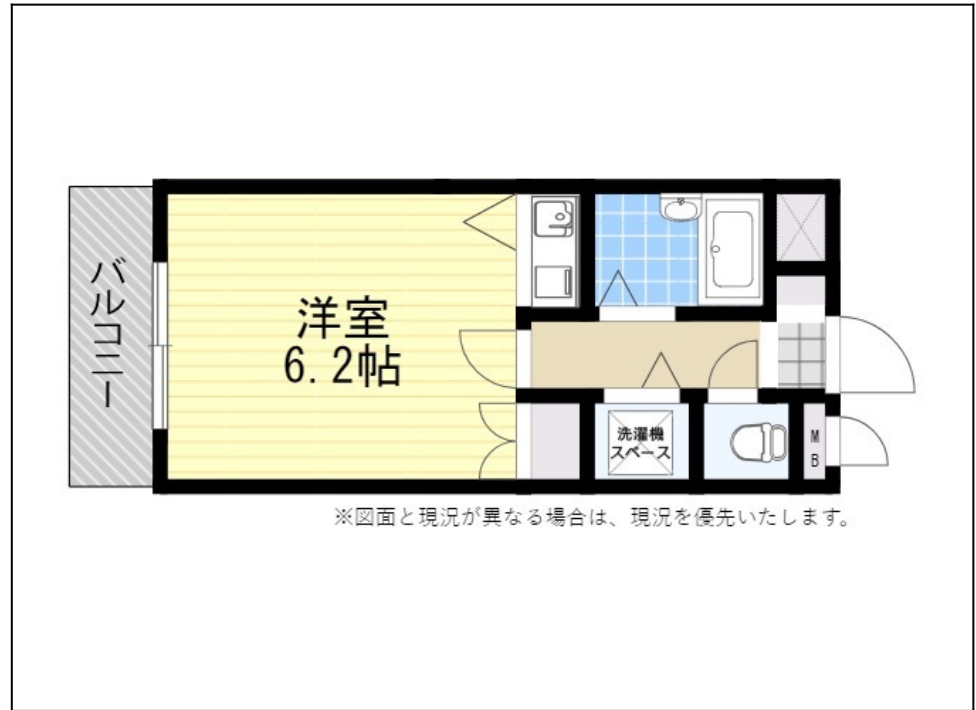 バルコニー
洋室
6.2帖
洗濯機
スペース
M
B
※図面と現況が異なる場合は、現況を優先いたします。